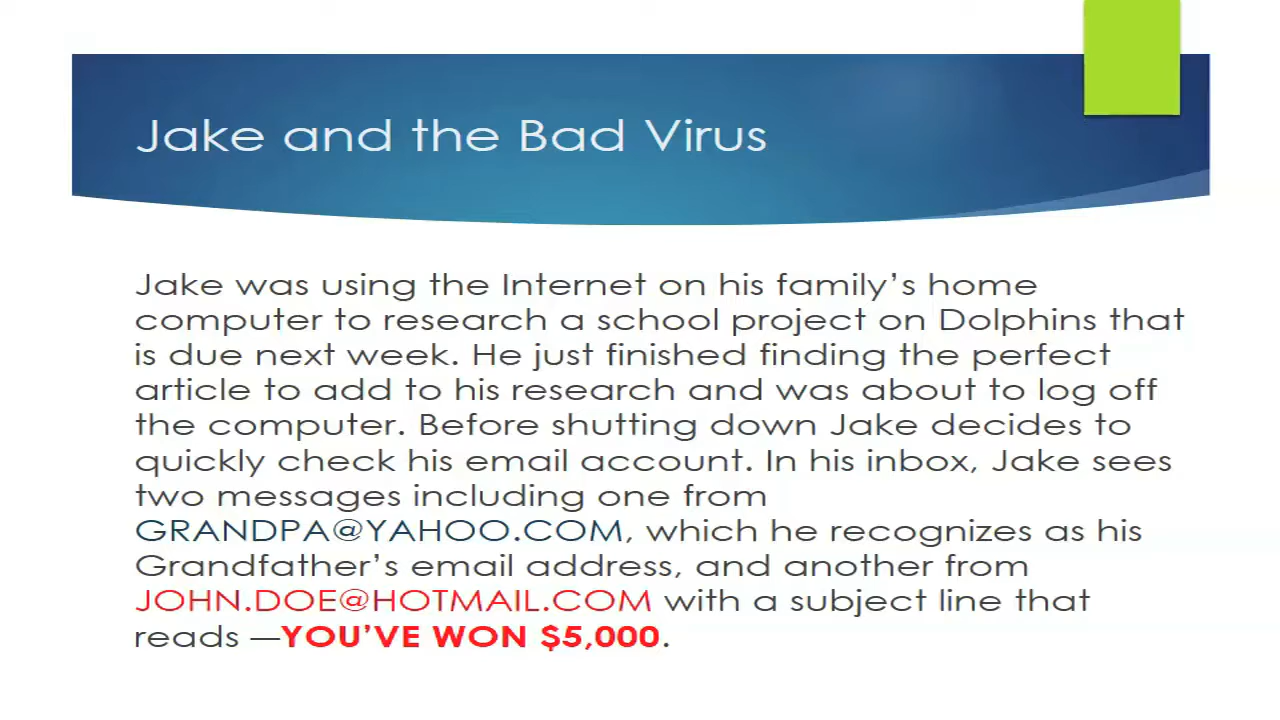 Jake and the Bad Virus
Jake was using the Internet on his family’s home
computer to research a school project on Dolphins that
is due next week. He just finished finding the perfect
article to add to his research and was about to log off
the computer. Before shutting down Jake decides to
quickly check his email account. In his inbox, Jake sees
two messages including one from
GRANDPA@YAHOO.COM, which he recognizes as his
Grandfather’s email address, and another from
JOHN.DOE@HOTMAIL.COM with a subject line that
reads —YOU’VE WON $5,000.